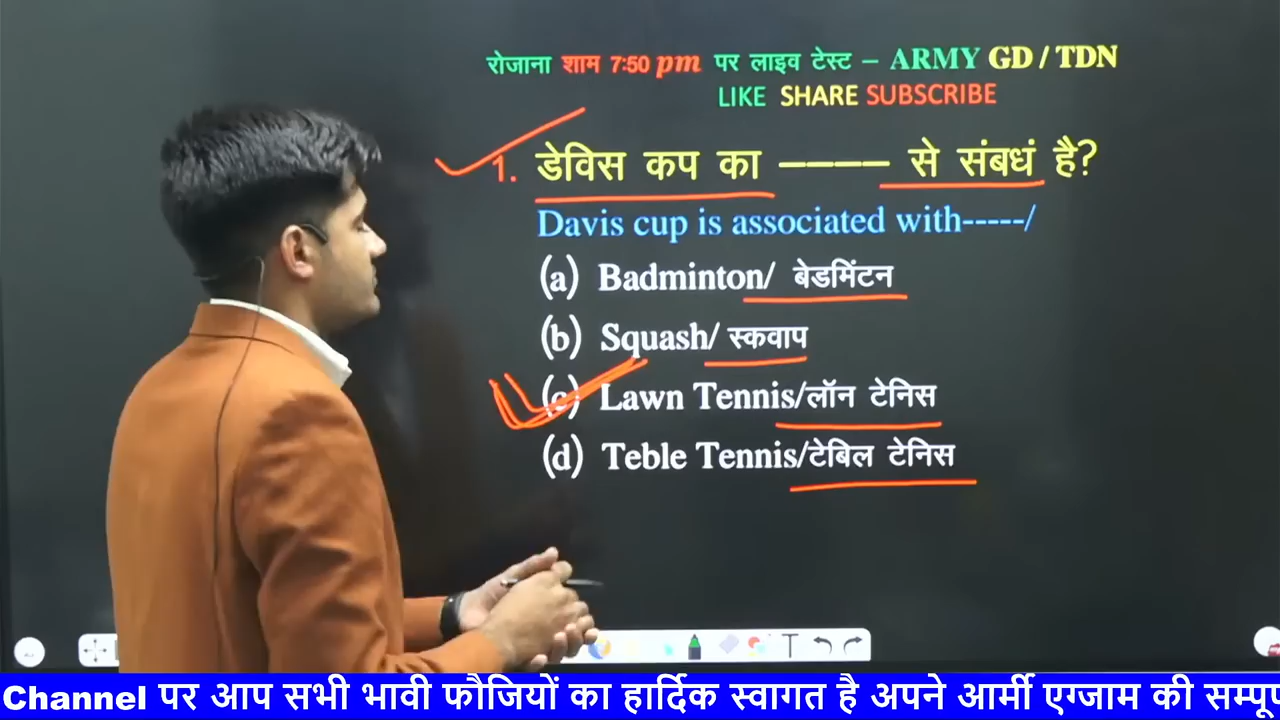 रोजाना शाम 7:50 pm पर लाइव टेस्ट – ARMY GD / TDN
LIKE SHARE SUBSCRIBE
1. डेविस कप का ---- से संबधं है?
Davis cup is associated with-----/
(a) Badminton/ बेडमिंटन
(b) Squash/ स्कवाप
(c) Lawn Tennis/लॉन टेनिस
(d) Teble Tennis/टेबिल टेनिस
T
Channel पर आप सभी भावी फौजियों का हार्दिक स्वागत है अपने आर्मी एग्जाम की